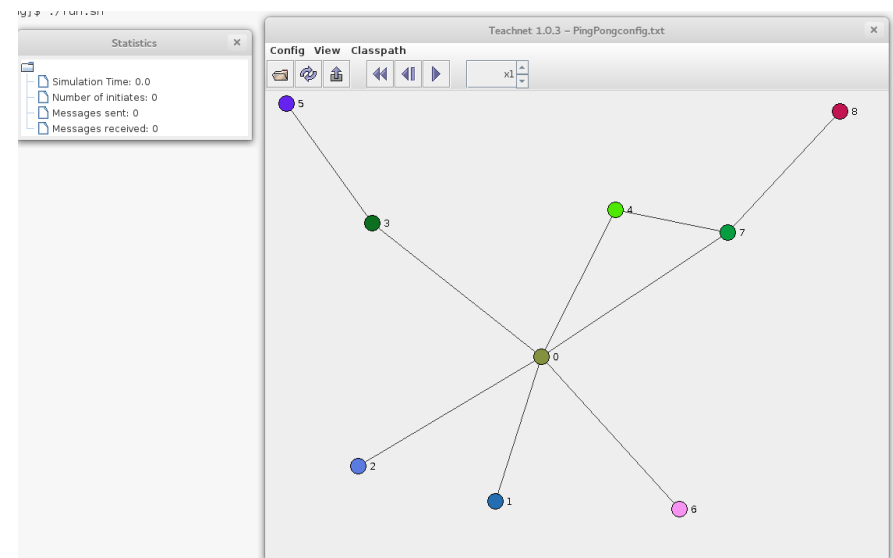 Statistics
Simulation Time: 0.0
Number of initiates: 0
Messages sent: 0
Messages received: 0
Teachnet 1.0.3 – PingPongconfig.txt
Config View Classpath
x1
5
8
4
3
7
0
2
1
6